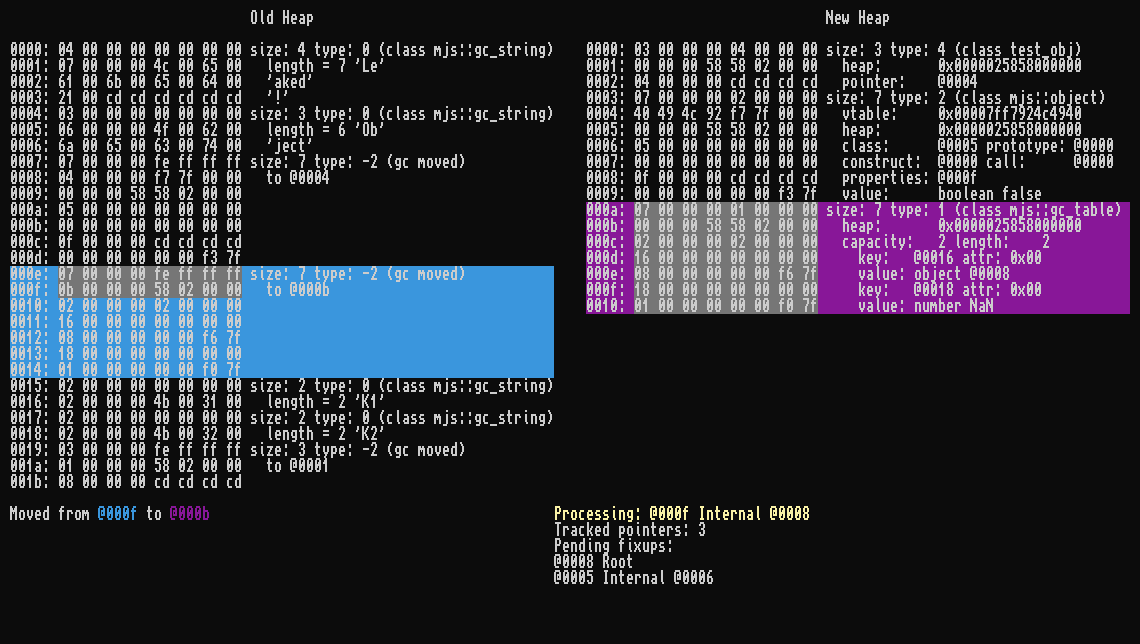 Old Heap
0000: 04 00 00 00 00 00 00 00 size: 4 type: 0 (class mjs::gc_string)
0001: 07 00 00 00 4c 00 65 00   length = 7 'Le'
0002: 61 00 6b 00 65 00 64 00   'aked'
0003: 21 00 cd cd cd cd cd cd   '!'
0004: 03 00 00 00 00 00 00 00 size: 3 type: 0 (class mjs::gc_string)
0005: 06 00 00 00 4f 00 62 00   length = 6 'Ob'
0006: 6a 00 65 00 63 00 74 00   'ject'
0007: 07 00 00 00 fe ff ff ff size: 7 type: -2 (gc moved)
0008: 04 00 00 00 f7 7f 00 00   to @0004
0009: 00 00 00 58 58 02 00 00
000a: 05 00 00 00 00 00 00 00
000b: 00 00 00 00 00 00 00 00
000c: 0f 00 00 00 cd cd cd cd
000d: 00 00 00 00 00 00 f3 7f
000e: 07 00 00 00 fe ff ff ff size: 7 type: -2 (gc moved)
000f: 0b 00 00 00 58 02 00 00   to @000b
0010: 02 00 00 00 02 00 00 00
0011: 16 00 00 00 00 00 00 00
0012: 08 00 00 00 00 00 f6 7f
0013: 18 00 00 00 00 00 00 00
0014: 01 00 00 00 00 00 f0 7f
0015: 02 00 00 00 00 00 00 00 size: 2 type: 0 (class mjs::gc_string)
0016: 02 00 00 00 4b 00 31 00   length = 2 'K1'
0017: 02 00 00 00 00 00 00 00 size: 2 type: 0 (class mjs::gc_string)
0018: 02 00 00 00 4b 00 32 00   length = 2 'K2'
0019: 03 00 00 00 fe ff ff ff size: 3 type: -2 (gc moved)
001a: 01 00 00 00 58 02 00 00   to @0001
001b: 08 00 00 00 cd cd cd cd
Moved from @000f to @000b
New Heap
0000: 03 00 00 00 04 00 00 00 size: 3 type: 4 (class test_obj)
0001: 00 00 00 58 58 02 00 00   heap:       0x0000025858000000
0002: 04 00 00 00 cd cd cd cd   pointer:    @0004
0003: 07 00 00 00 02 00 00 00 size: 7 type: 2 (class mjs::object)
0004: 40 49 4c 92 f7 7f 00 00   vtable:     0x00007ff7924c4940
0005: 00 00 00 58 58 02 00 00   heap:       0x0000025858000000
0006: 05 00 00 00 00 00 00 00   class:      @0005 prototype: @0000
0007: 00 00 00 00 00 00 00 00   construct:  @0000 call:      @0000
0008: 0f 00 00 00 cd cd cd cd   properties: @000f
0009: 00 00 00 00 00 00 f3 7f   value:      boolean false
000a: 07 00 00 00 01 00 00 00 size: 7 type: 1 (class mjs::gc_table)
000b: 00 00 00 58 58 02 00 00   heap:       0x0000025858000000
000c: 02 00 00 00 02 00 00 00   capacity:   2 length:    2
000d: 16 00 00 00 00 00 00 00     key:   @0016 attr: 0x00
000e: 08 00 00 00 00 00 f6 7f     value: object @0008
000f: 18 00 00 00 00 00 00 00     key:   @0018 attr: 0x00
0010: 01 00 00 00 00 00 f0 7f     value: number NaN
Processing: @000f Internal @0008
Tracked pointers: 3
Pending fixups:
@0008 Root
@0005 Internal @0006